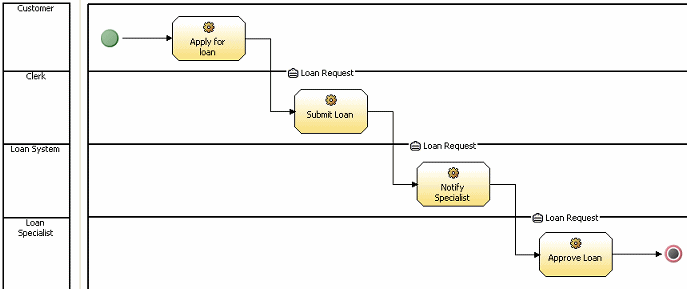 Customer
Apply for
loan
Loan Request
Clerk
Submit Loan
Loan Request
Loan System
Notify
Specialist
Loan Request
Loan
Specialist
Approve Loan